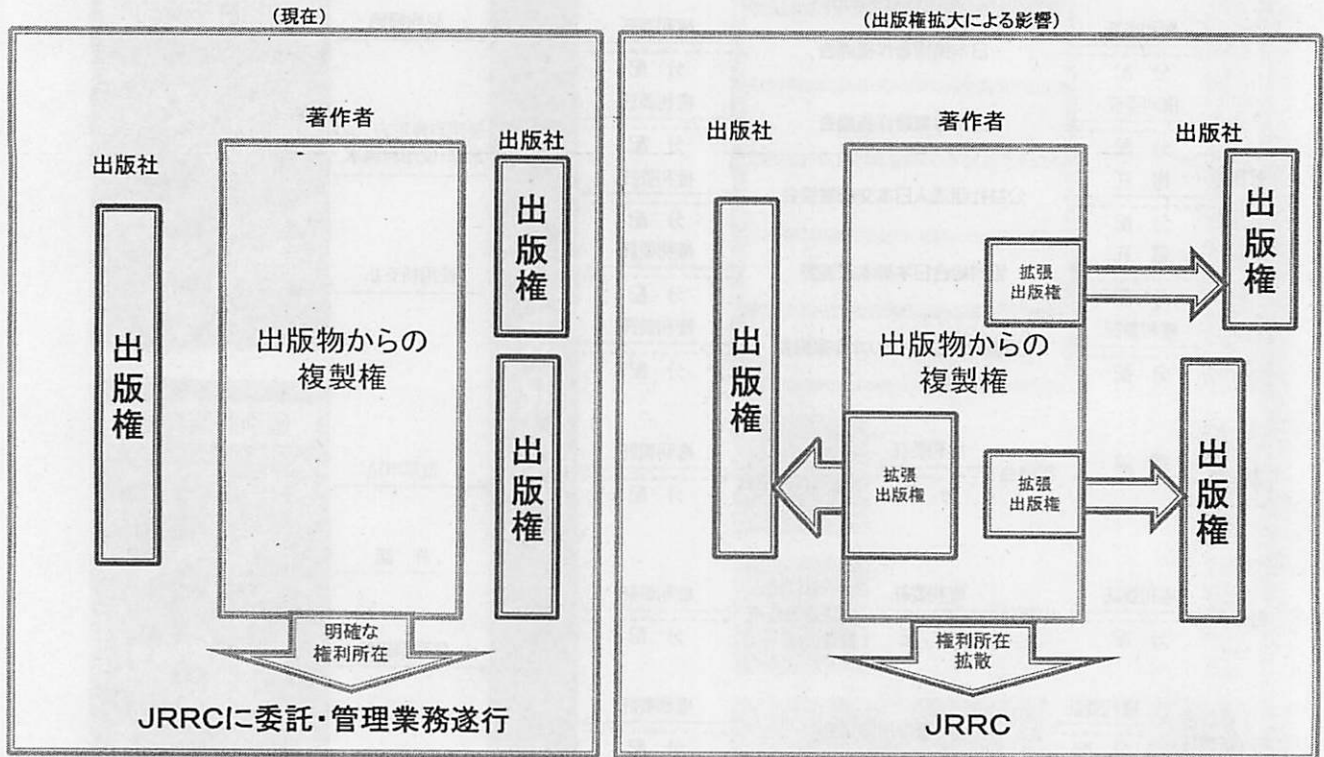 (現在)
著作者
出版社
出版社
出版権
出版権
出版権
出版物からの
複製権
明確な
権利所在
JRRCに委託・管理業務遂行
(出版権拡大による影響)
著作者
出版社
出版社
出版権
出版権
出版権
拡張
出版権
出版物からの
複製権
拡張
出版権
拡張
出版権
権利所在
拡散
JRRC